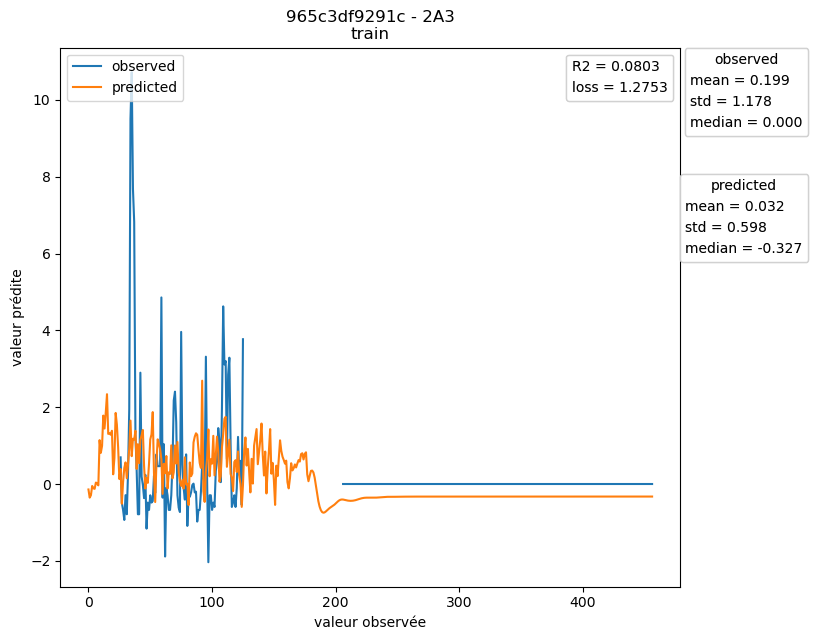 965c3df9291c - 2A3
train
observed
predicted
R2 = 0.0803
loss = 1.2753
observed
mean = 0.199
std = 1.178
median = 0.000
predicted
mean = 0.032
std = 0.598
median = -0.327
valeur prédite
10
8
6
4
2
0
−2
0
100
200
300
400
valeur observée